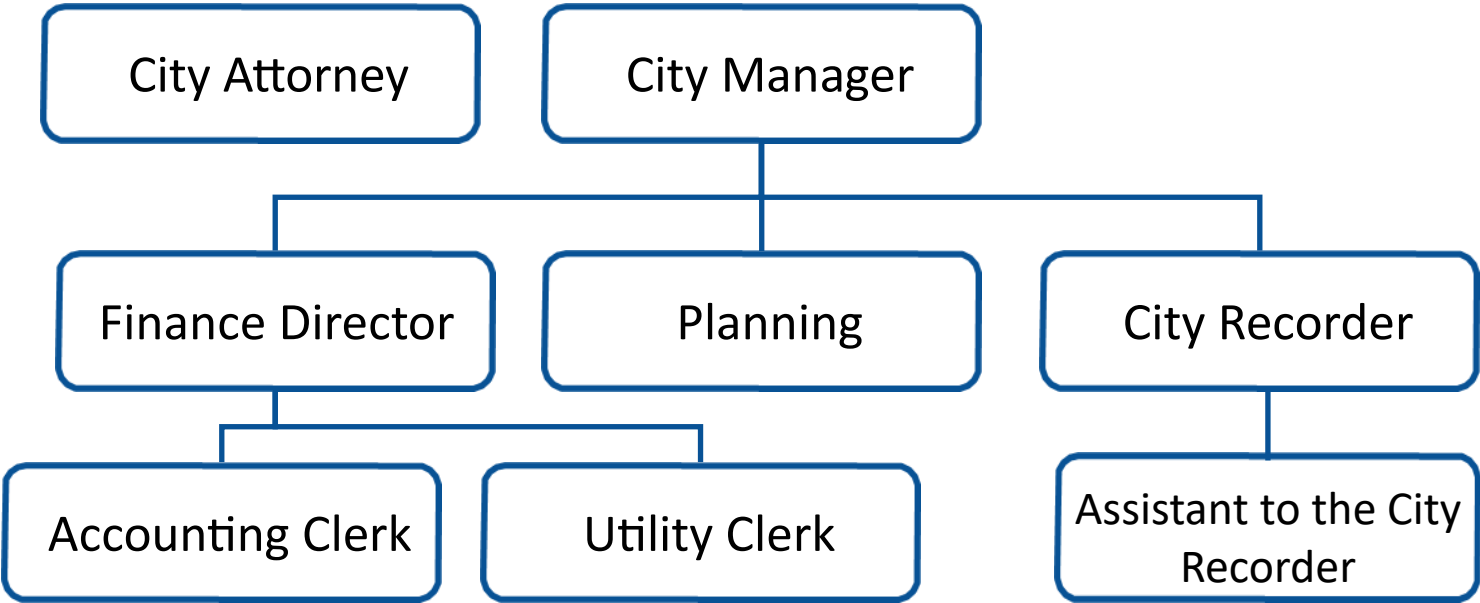 City Attorney
City Manager
Finance Director
Planning
City Recorder
Accounting Clerk
Utility Clerk
Assistant to the City
Recorder